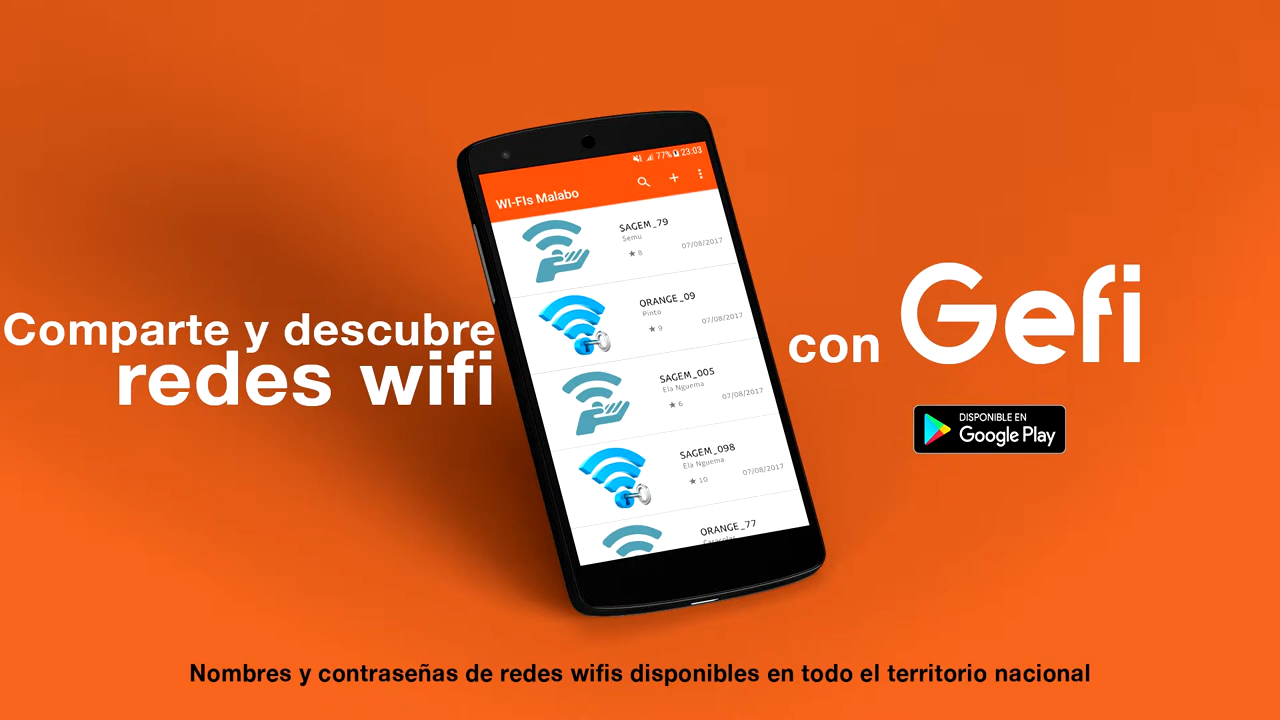 Comparte y descubre
redes wifi
77% 23:03
WI-FIs Malabo
SAGEM_79
Semu
8
07/08/2017
ORANGE_09
Pinto
9
07/08/2017
SAGEM_005
Ela Nguema
6
07/08/2017
SAGEM_098
Ela Nguema
10
07/08/2017
ORANGE_77
con Gefi
DISPONIBLE EN
Google Play
Nombres y contraseñas de redes wifis disponibles en todo el territorio nacional